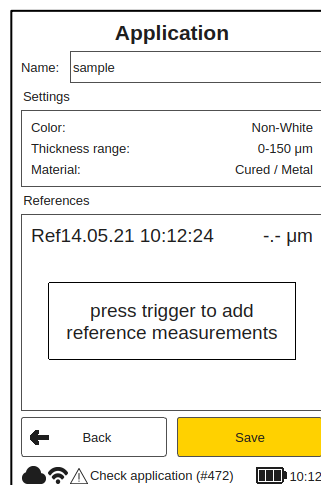 Application
Name: sample
Settings
Color: Non-White
Thickness range: 0-150 µm
Material: Cured / Metal
References
Ref14.05.21 10:12:24 -.- µm
press trigger to add
reference measurements
Back Save
Check application (#472) 10:12